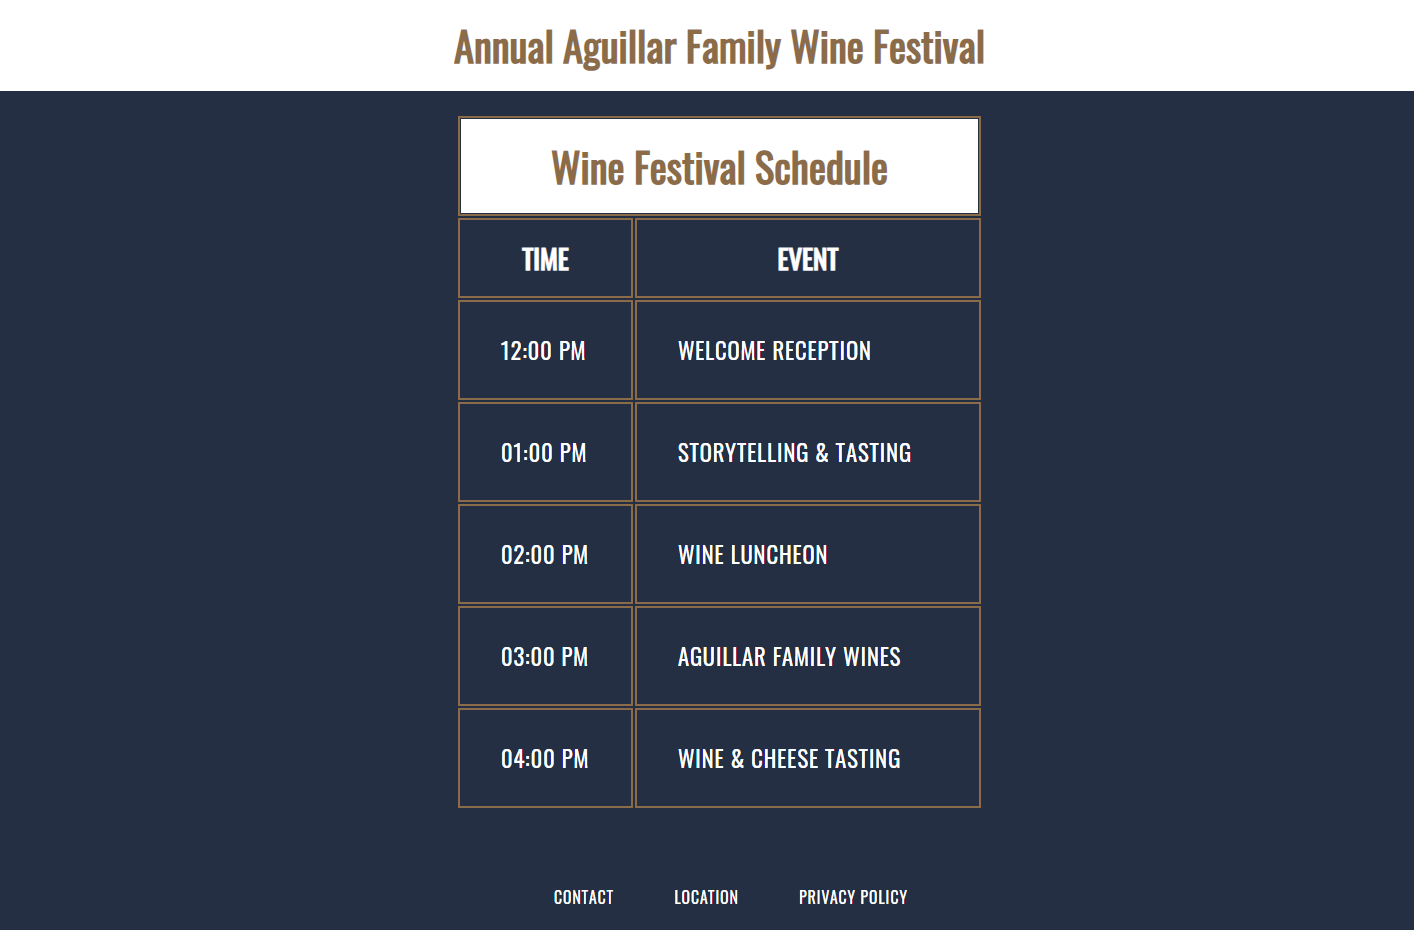 Annual Aguillar Family Wine Festival
Wine Festival Schedule
TIME EVENT
12:00 PM WELCOME RECEPTION
01:00 PM STORYTELLING & TASTING
02:00 PM WINE LUNCHEON
03:00 PM AGUILLAR FAMILY WINES
04:00 PM WINE & CHEESE TASTING
CONTACT LOCATION PRIVACY POLICY